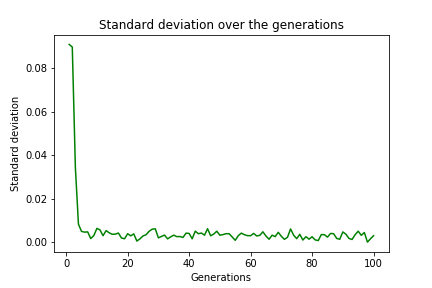 Standard deviation over the generations
0.08
0.06
0.04
0.02
0.00
Standard deviation
0 20 40 60 80 100
Generations